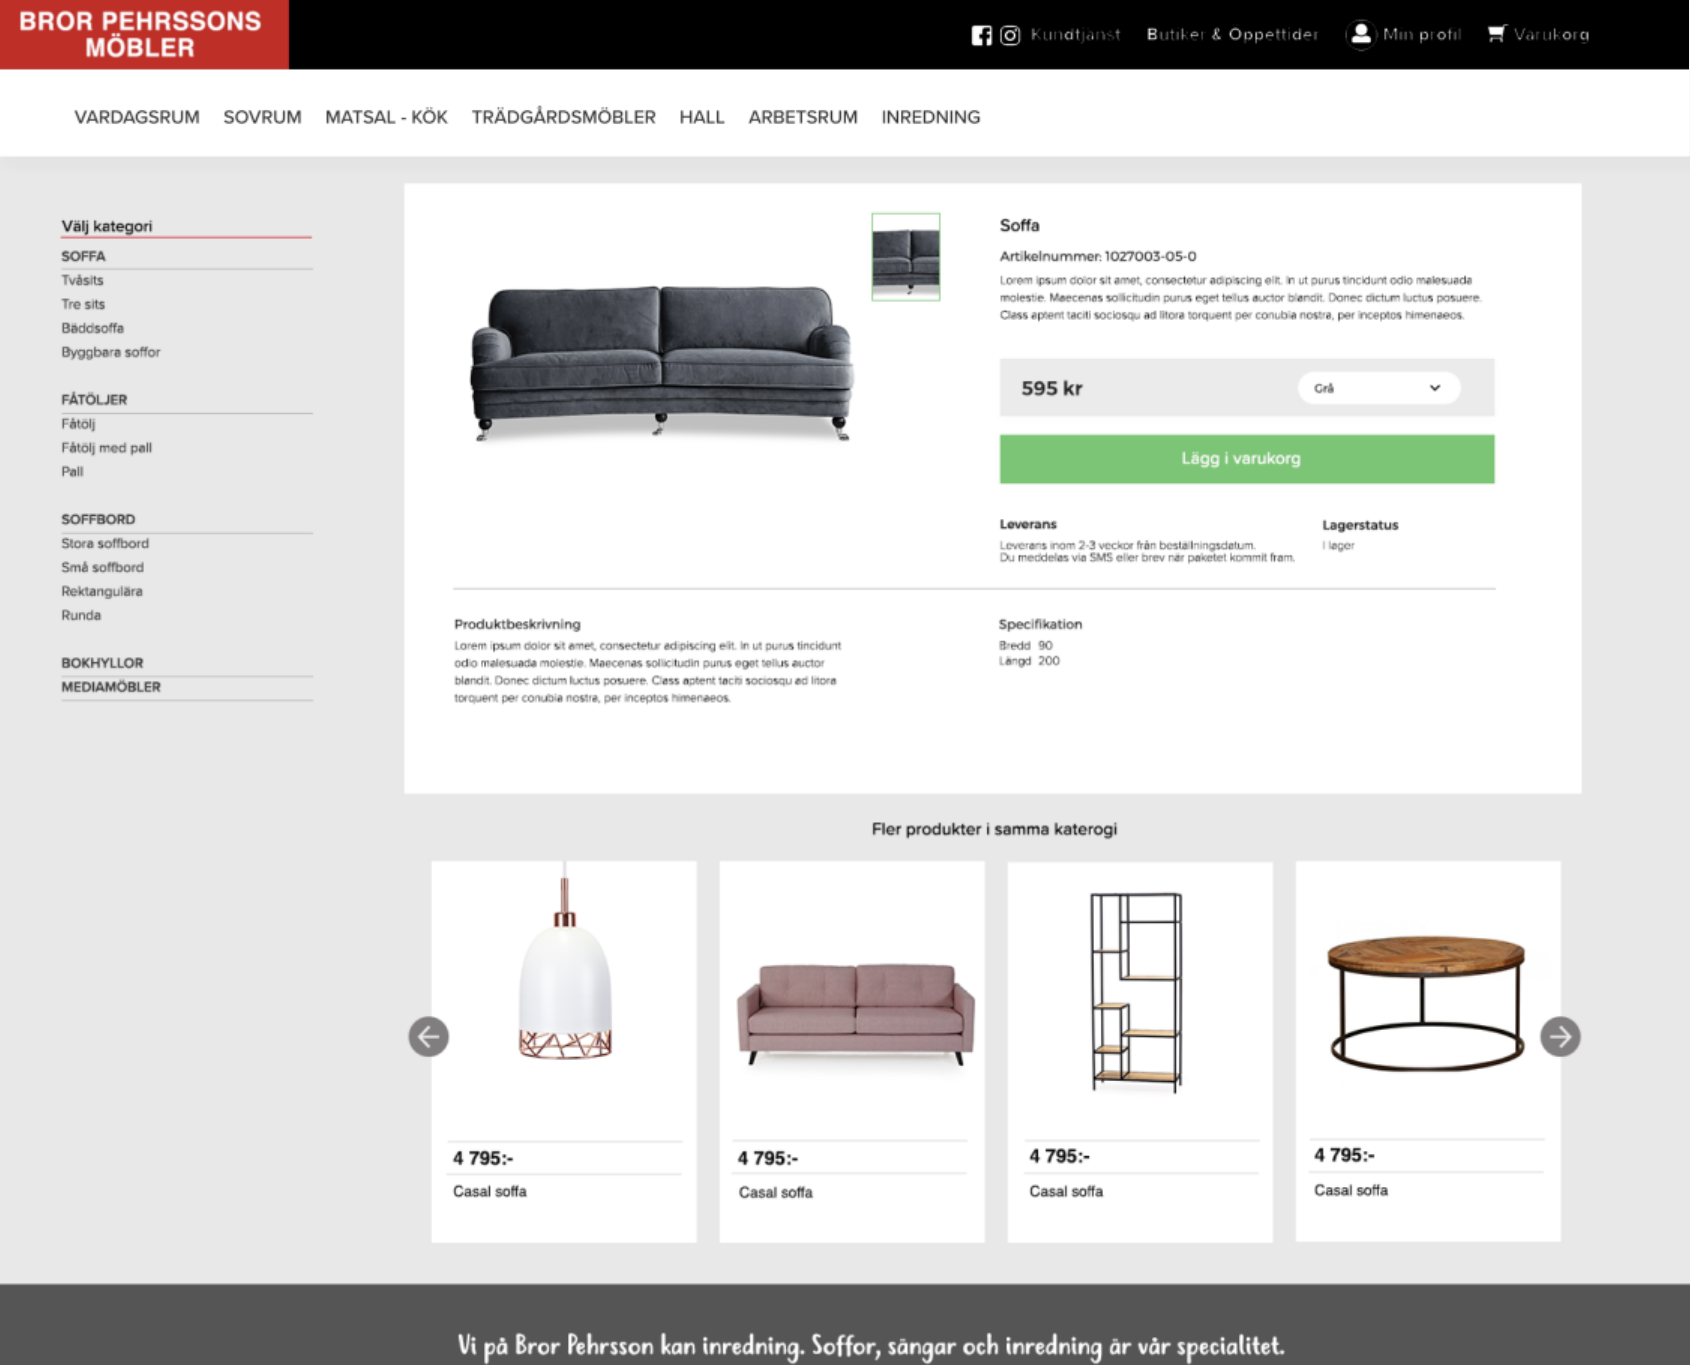 BROR PEHRSSONS
MÖBLER
Kundtjänst Butiker & Öppettider Min profil Varukorg
VARDAGSRUM SOVRUM MATSAL - KÖK TRÄDGÅRDSMÖBLER HALL ARBETSRUM INREDNING
Välj kategori
SOFFA
Tvåsits
Tre sits
Bäddsoffa
Byggbara soffor
FÅTÖLJER
Fåtölj
Fåtölj med pall
Pall
SOFFBORD
Stora soffbord
Små soffbord
Rektangulära
Runda
BOKHYLLOR
MEDIAMÖBLER
Soffa
Artikelnummer: 1027003-05-0
Lorem ipsum dolor sit amet, consectetur adipiscing elit. In ut purus tincidunt odio malesuada
molestie. Maecenas sollicitudin purus eget tellus auctor blandit. Donec dictum luctus posuere.
Class aptent taciti sociosqu ad litora torquent per conubia nostra, per inceptos himenaeos.
595 kr
Grå
Lägg i varukorg
Leverans
Leverans inom 2-3 veckor från beställningsdatum.
Du meddelas via SMS eller brev när paketet kommit fram.
Lagerstatus
I lager
Produktbeskrivning
Lorem ipsum dolor sit amet, consectetur adipiscing elit. In ut purus tincidunt
odio malesuada molestie. Maecenas sollicitudin purus eget tellus auctor
blandit. Donec dictum luctus posuere. Class aptent taciti sociosqu ad litora
torquent per conubia nostra, per inceptos himenaeos.
Specifikation
Bredd 90
Längd 200
Fler produkter i samma katerogi
4 795:-
Casal soffa
4 795:-
Casal soffa
4 795:-
Casal soffa
4 795:-
Casal soffa
Vi på Bror Pehrsson kan inredning. Soffor, sängar och inredning är vår specialitet.